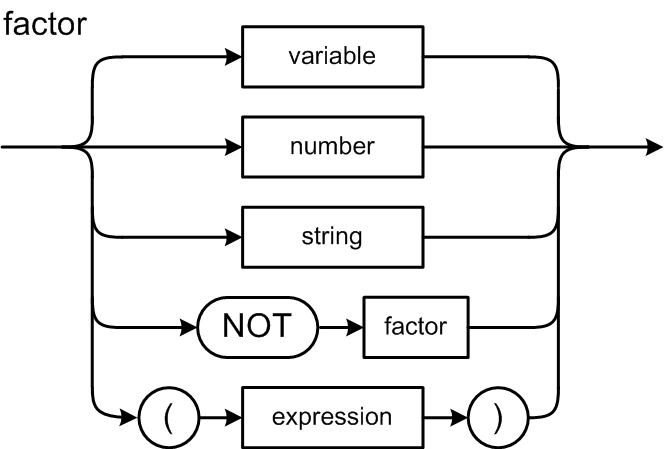 factor
variable
number
string
NOT factor
( expression )